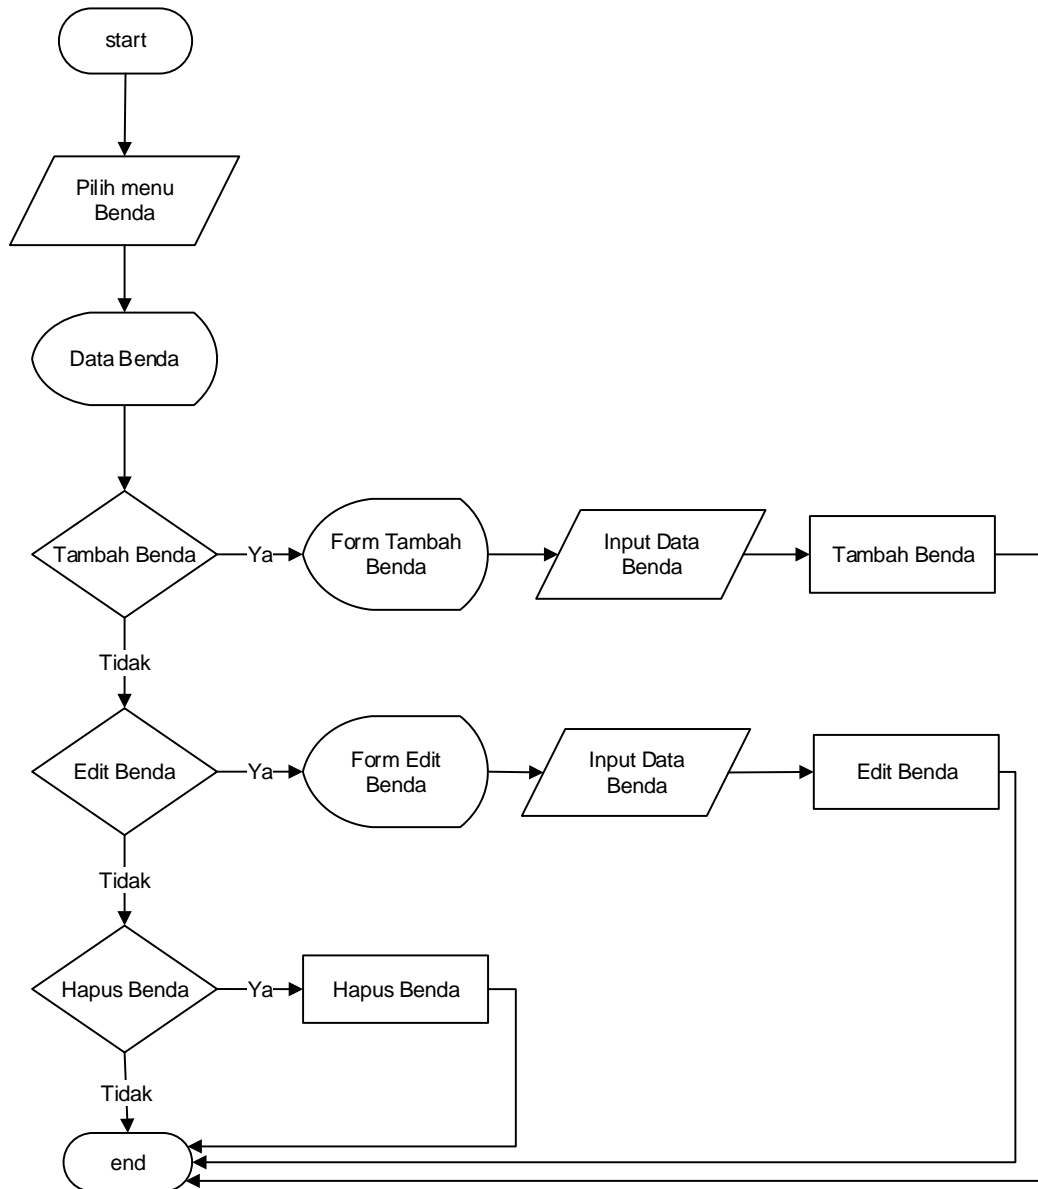 start
Pilih menu
Benda
Data Benda
Tambah Benda
Ya
Form Tambah
Benda
Input Data
Benda
Tambah Benda
Tidak
Edit Benda
Ya
Form Edit
Benda
Input Data
Benda
Edit Benda
Tidak
Hapus Benda
Ya
Hapus Benda
Tidak
end